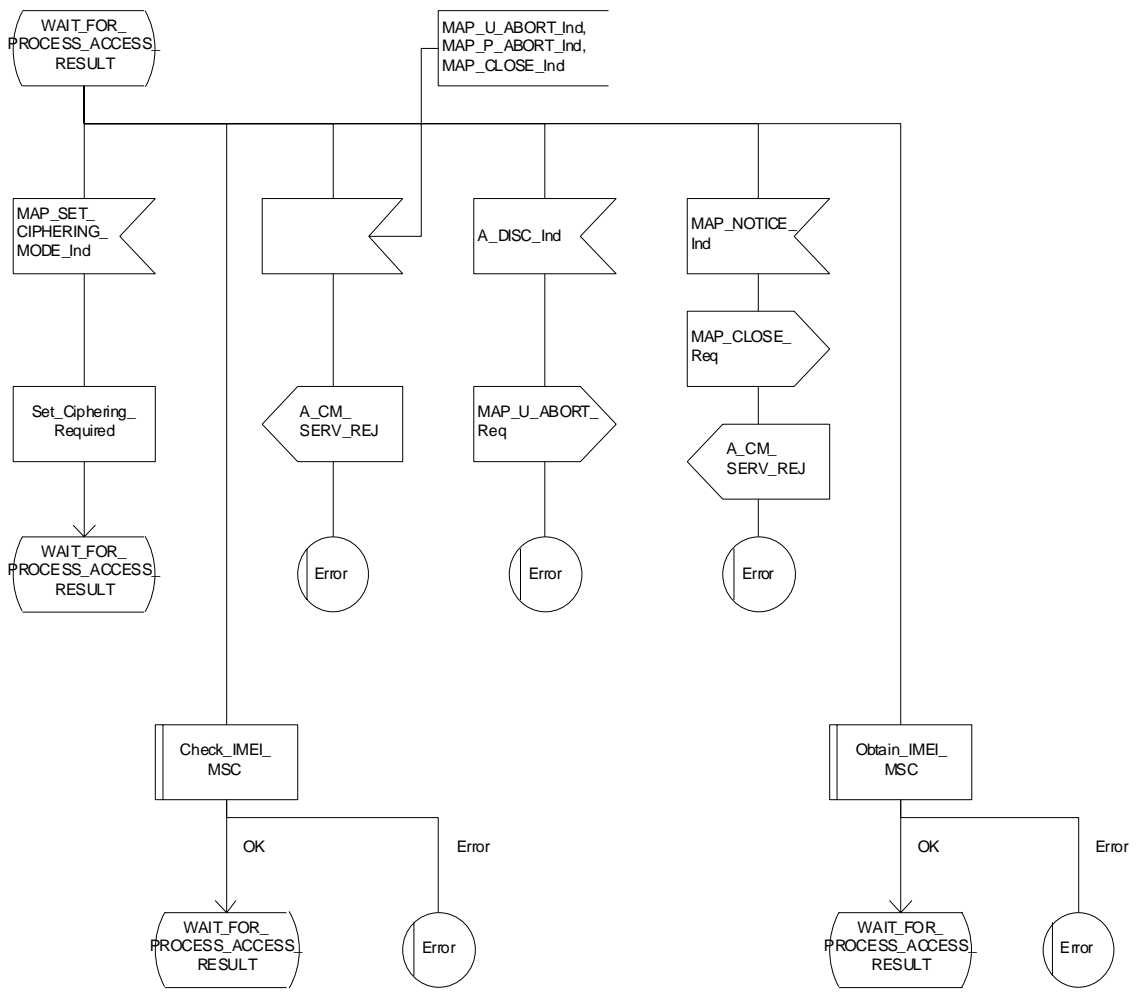 WAIT_FOR_
PROCESS_ACCESS_
RESULT
MAP_U_ABORT_Ind,
MAP_P_ABORT_Ind,
MAP_CLOSE_Ind
MAP_SET_
CIPHERING_
MODE_Ind
A_DISC_Ind
MAP_NOTICE_
Ind
MAP_CLOSE_
Req
Set_Ciphering_
Required
A_CM_
SERV_REJ
MAP_U_ABORT_
Req
A_CM_
SERV_REJ
WAIT_FOR_
PROCESS_ACCESS_
RESULT
Error
Error
Error
Check_IMEI_
MSC
Obtain_IMEI_
MSC
OK
Error
OK
Error
WAIT_FOR_
PROCESS_ACCESS_
RESULT
Error
WAIT_FOR_
PROCESS_ACCESS_
RESULT
Error